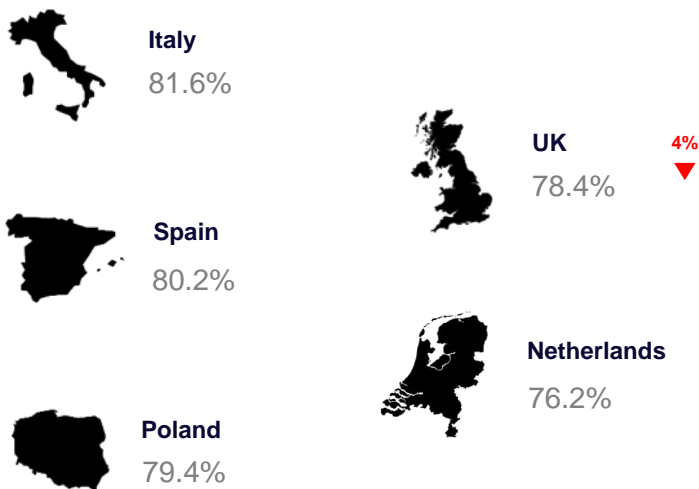 Italy
81.6%
Spain
80.2%
Poland
79.4%
UK
78.4%
4%
Netherlands
76.2%